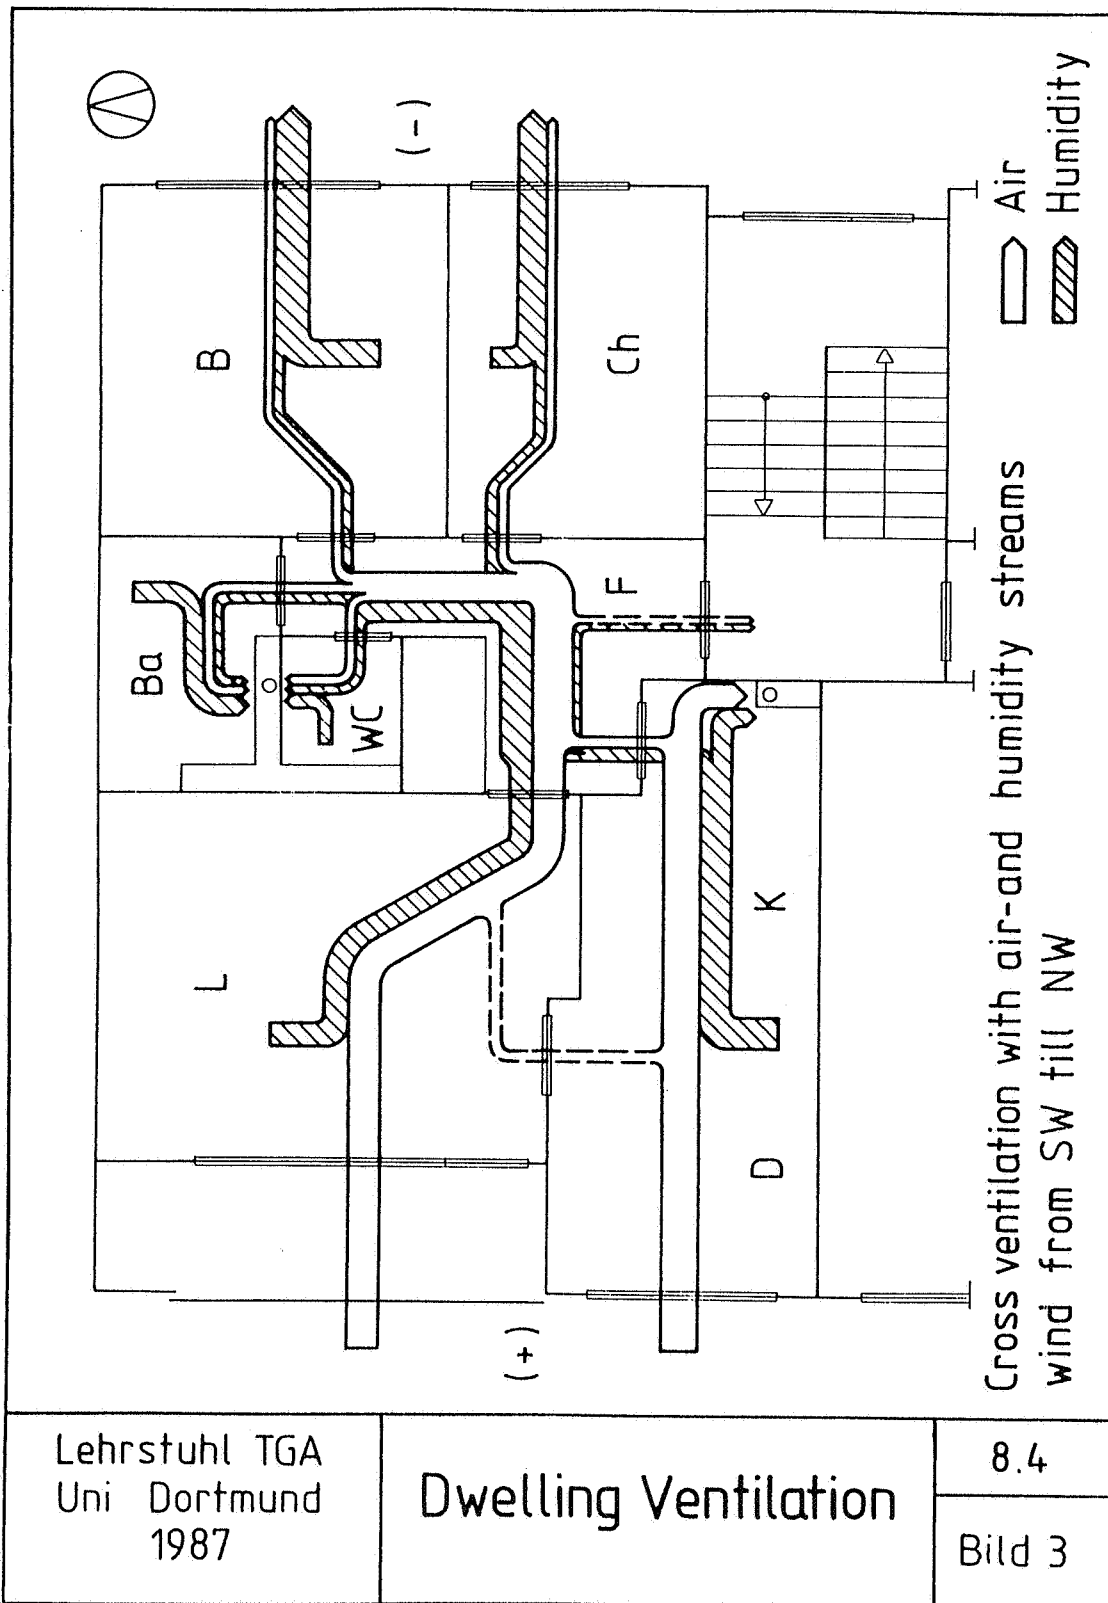 (-)
B
Ch
Ba
WC
F
L
K
D
(+)
Air
Humidity
Cross ventilation with air-and humidity streams
wind from SW till NW
Lehrstuhl TGA
Uni Dortmund
1987
Dwelling Ventilation
8.4
Bild 3